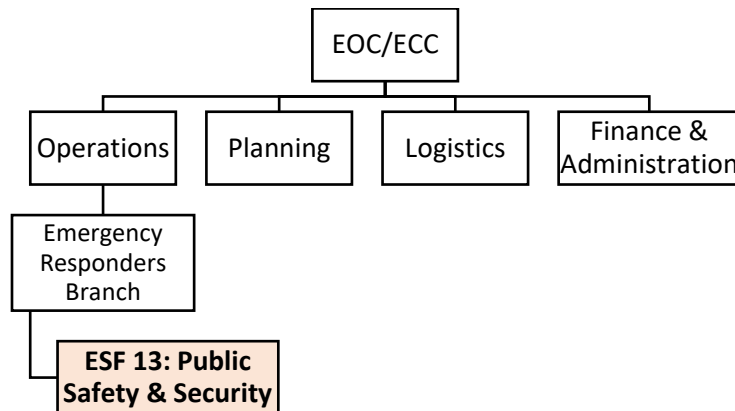 EOC/ECC
Operations
Planning
Logistics
Finance &
Administration
Emergency
Responders
Branch
ESF 13: Public
Safety & Security